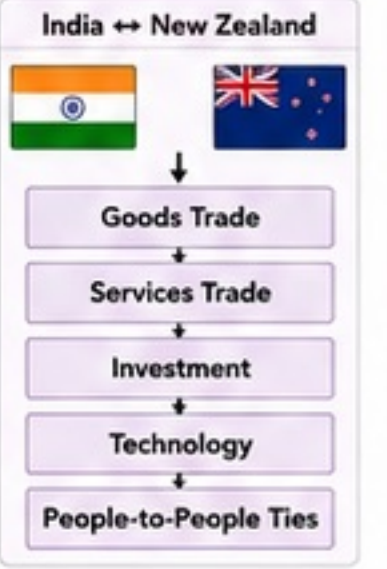 India ↔ New Zealand
Goods Trade
Services Trade
Investment
Technology
People-to-People Ties